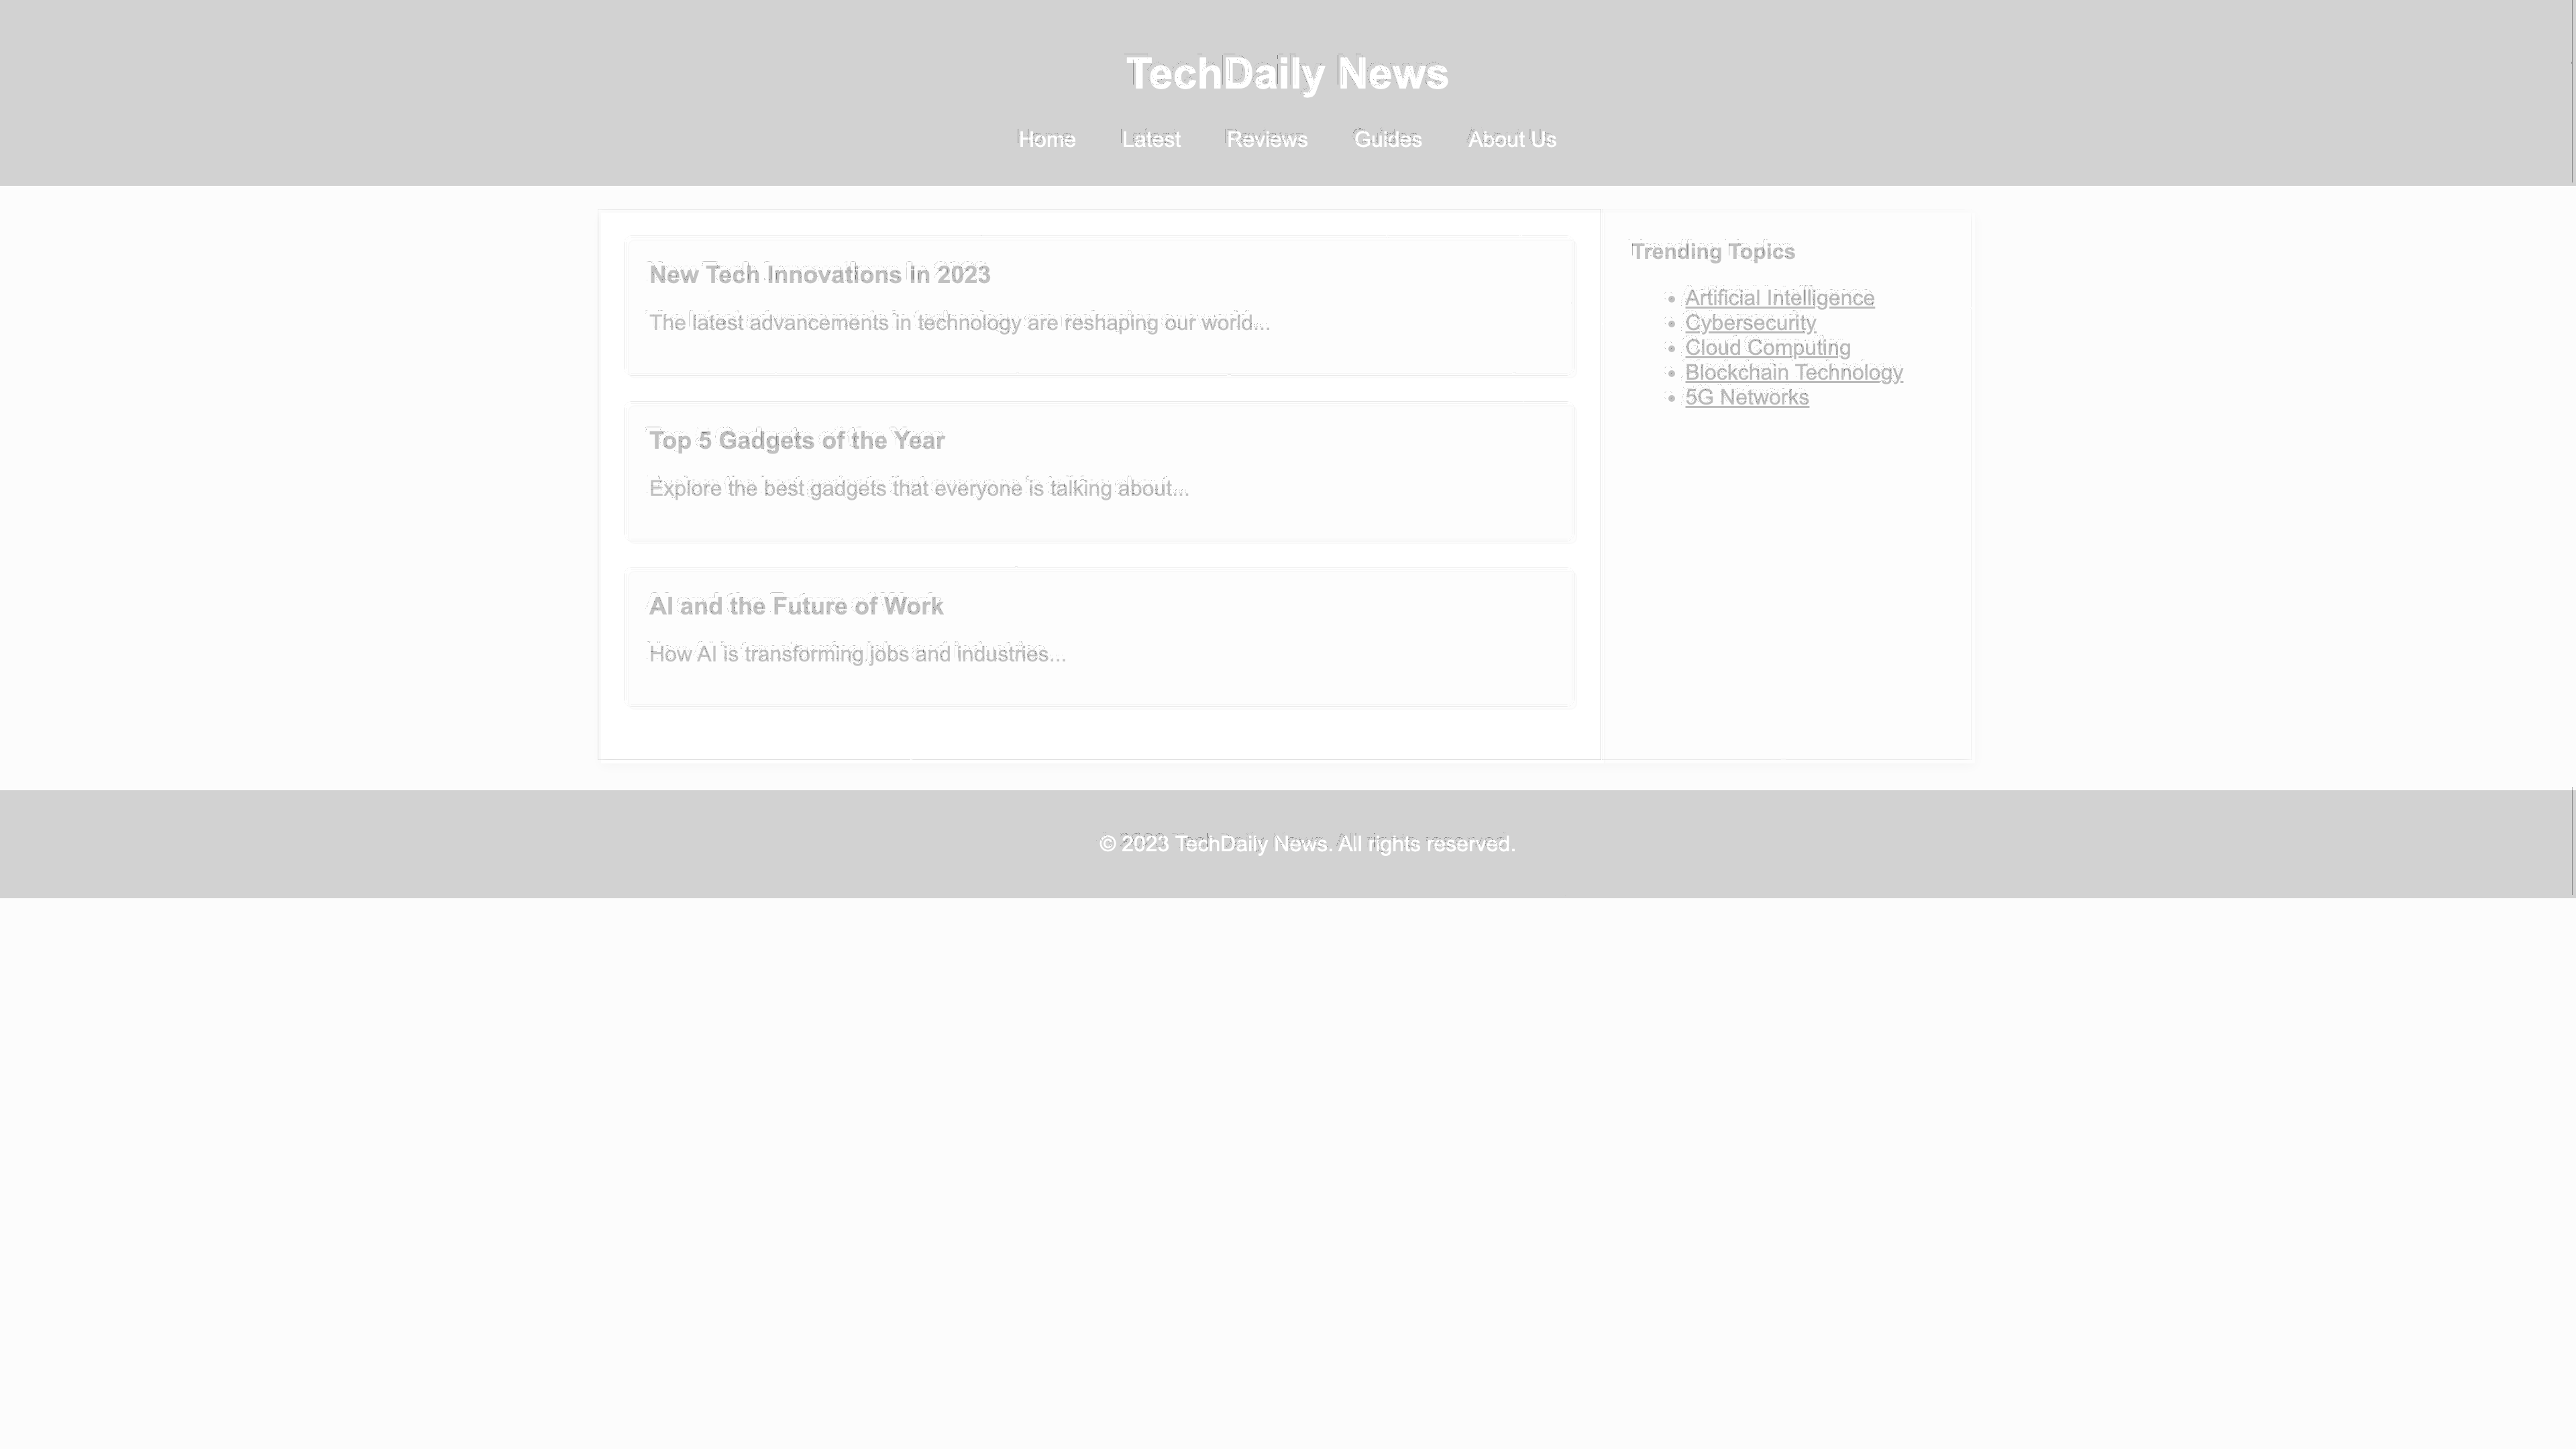 TechDaily News
Home Latest Reviews Guides About Us
New Tech Innovations in 2023
The latest advancements in technology are reshaping our world...
Top 5 Gadgets of the Year
Explore the best gadgets that everyone is talking about...
AI and the Future of Work
How AI is transforming jobs and industries...
Trending Topics
• Artificial Intelligence
• Cybersecurity
• Cloud Computing
• Blockchain Technology
• 5G Networks
© 2023 TechDaily News. All rights reserved.